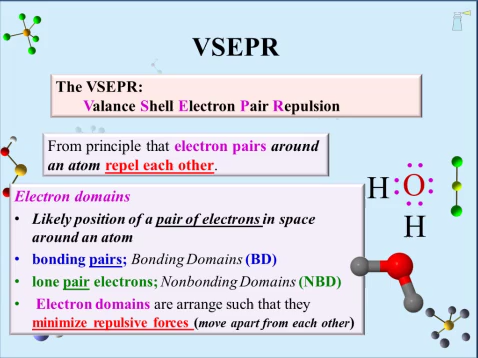 VSEPR
The VSEPR:
Valance Shell Electron Pair Repulsion
From principle that electron pairs around
an atom repel each other.
Electron domains
• Likely position of a pair of electrons in space
around an atom
• bonding pairs; Bonding Domains (BD)
• lone pair electrons; Nonbonding Domains (NBD)
• Electron domains are arrange such that they
minimize repulsive forces (move apart from each other)
H O
H